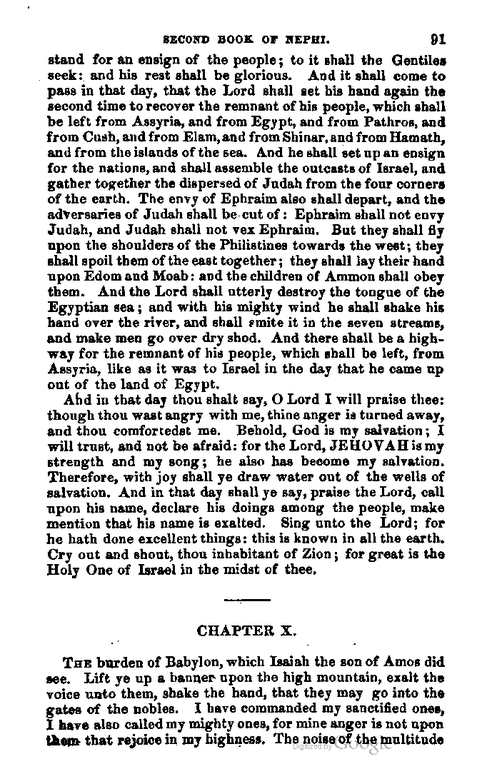 SECOND BOOK OF NEPHI. 91
stand for an ensign of the people; to it shall the Gentiles
seek: and his rest shall be glorious. And it shall come to
pass in that day, that the Lord shall set his hand again the
second time to recover the remnant of his people, which shall
be left from Assyria, and from Egypt, and from Pathros, and
from Cush, and from Elam, and from Shinar, and from Hamath,
and from the islands of the sea. And he shall set up an ensign
for the nations, and shall assemble the outcasts of Israel, and
gather together the dispersed of Judah from the four corners
of the earth. The envy of Ephraim also shall depart, and the
adversaries of Judah shall be cut of: Ephraim shall not envy
Judah, and Judah shall not vex Ephraim. But they shall fly
upon the shoulders of the Philistines towards the west; they
shall spoil them of the east together; they shall lay their hand
upon Edom and Moab: and the children of Ammon shall obey
them. And the Lord shall utterly destroy the tongue of the
Egyptian sea; and with his mighty wind he shall shake his
hand over the river, and shall smite it in the seven streams,
and make men go over dry shod. And there shall be a high-
way for the remnant of his people, which shall be left, from
Assyria, like as it was to Israel in the day that he came up
out of the land of Egypt.
And in that day thou shalt say, O Lord I will praise thee:
though thou wast angry with me, thine anger is turned away,
and thou comfortedst me. Behold, God is my salvation; I
will trust, and not be afraid: for the Lord, JEHOVAH is my
strength and my song; he also has become my salvation.
Therefore, with joy shall ye draw water out of the wells of
salvation. And in that day shall ye say, praise the Lord, call
upon his name, declare his doings among the people, make
mention that his name is exalted. Sing unto the Lord; for
he hath done excellent things: this is known in all the earth.
Cry out and shout, thou inhabitant of Zion; for great is the
Holy One of Israel in the midst of thee.
CHAPTER X.
THE burden of Babylon, which Isaiah the son of Amos did
see. Lift ye up a banner upon the high mountain, exalt the
voice unto them, shake the hand, that they may go into the
gates of the nobles. I have commanded my sanctified ones,
I have also called my mighty ones, for mine anger is not upon
them that rejoice in my highness. The noise of the multitude
Digitized by Google